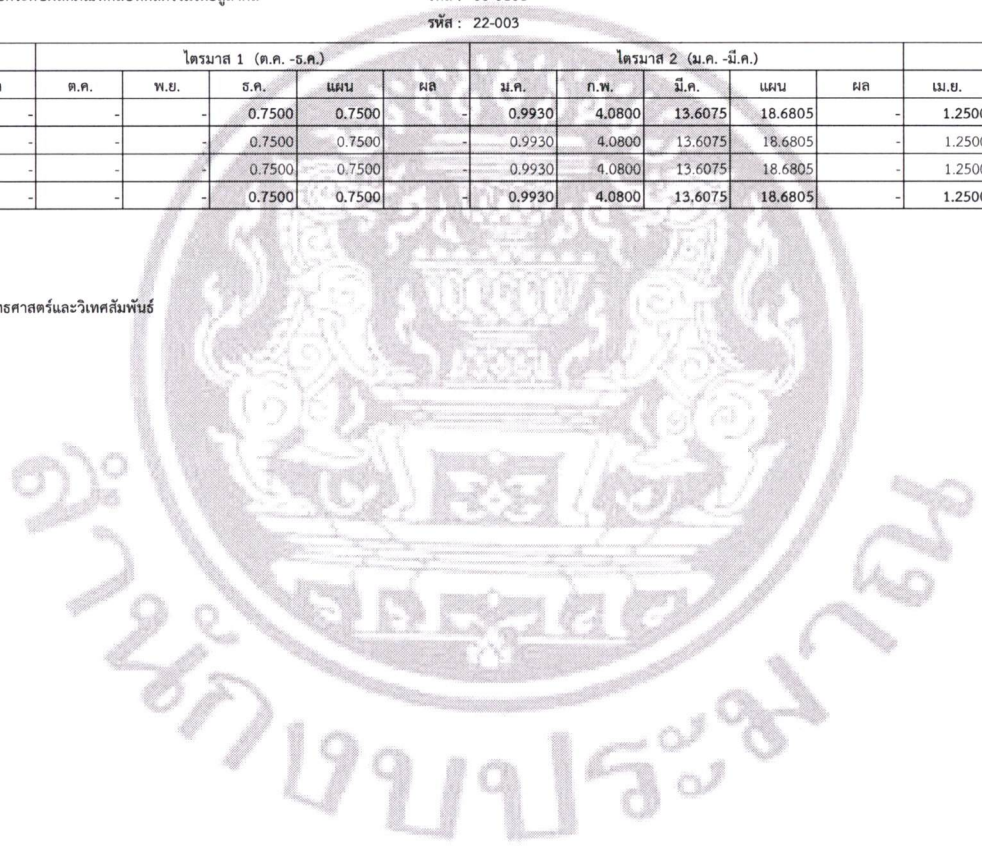 รหัส : 22-003
ไตรมาส 1 (ต.ค. -ธ.ค.) ไตรมาส 2 (ม.ค. -มี.ค.)
ต.ค. พ.ย. ธ.ค. แผน ผล ม.ค. ก.พ. มี.ค. แผน ผล เม.ย.
- - - 0.7500 0.7500 - 0.9930 4.0800 13.6075 18.6805 - 1.2500
- - - 0.7500 0.7500 - 0.9930 4.0800 13.6075 18.6805 - 1.2500
- - - 0.7500 0.7500 - 0.9930 4.0800 13.6075 18.6805 - 1.2500
- - - 0.7500 0.7500 - 0.9930 4.0800 13.6075 18.6805 - 1.2500
ทธศาสตร์และวิเทศสัมพันธ์
สำนักงบประมาณ